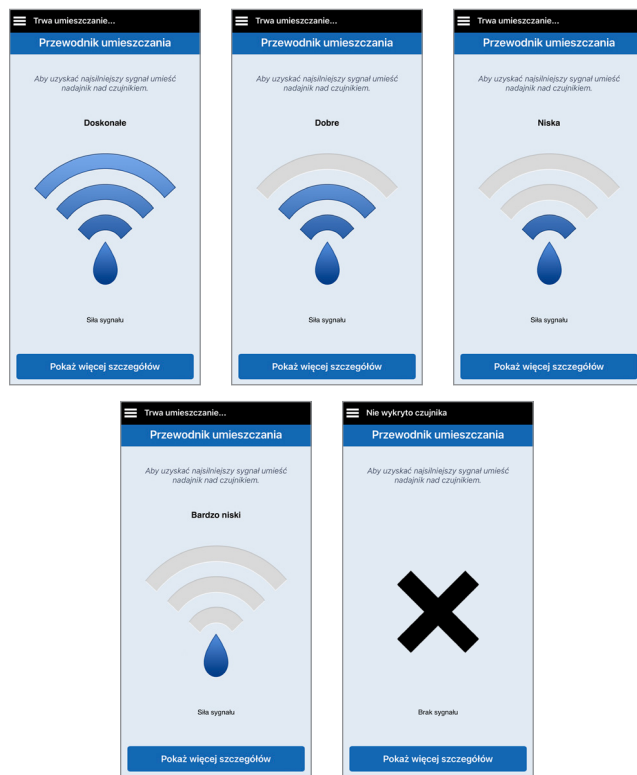 Trwa umieszczanie...
Przewodnik umieszczania
Aby uzyskać najsilniejszy sygnał umieść
nadajnik nad czujnikiem.
Doskonałe
Siła sygnału
Pokaż więcej szczegółów
Trwa umieszczanie...
Przewodnik umieszczania
Aby uzyskać najsilniejszy sygnał umieść
nadajnik nad czujnikiem.
Dobre
Siła sygnału
Pokaż więcej szczegółów
Trwa umieszczanie...
Przewodnik umieszczania
Aby uzyskać najsilniejszy sygnał umieść
nadajnik nad czujnikiem.
Niska
Siła sygnału
Pokaż więcej szczegółów
Trwa umieszczanie...
Przewodnik umieszczania
Aby uzyskać najsilniejszy sygnał umieść
nadajnik nad czujnikiem.
Bardzo niski
Siła sygnału
Pokaż więcej szczegółów
Nie wykryto czujnika
Przewodnik umieszczania
Aby uzyskać najsilniejszy sygnał umieść
nadajnik nad czujnikiem.
Brak sygnału
Pokaż więcej szczegółów